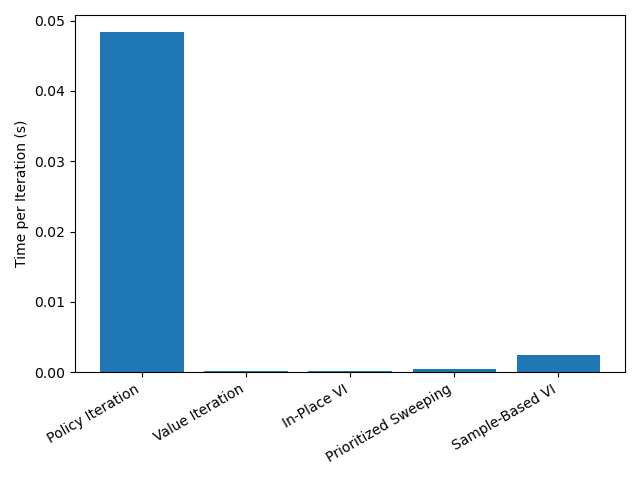 Time per Iteration (s)
0.05
0.04
0.03
0.02
0.01
0.00
Policy Iteration
Value Iteration
In-Place VI
Prioritized Sweeping
Sample-Based VI